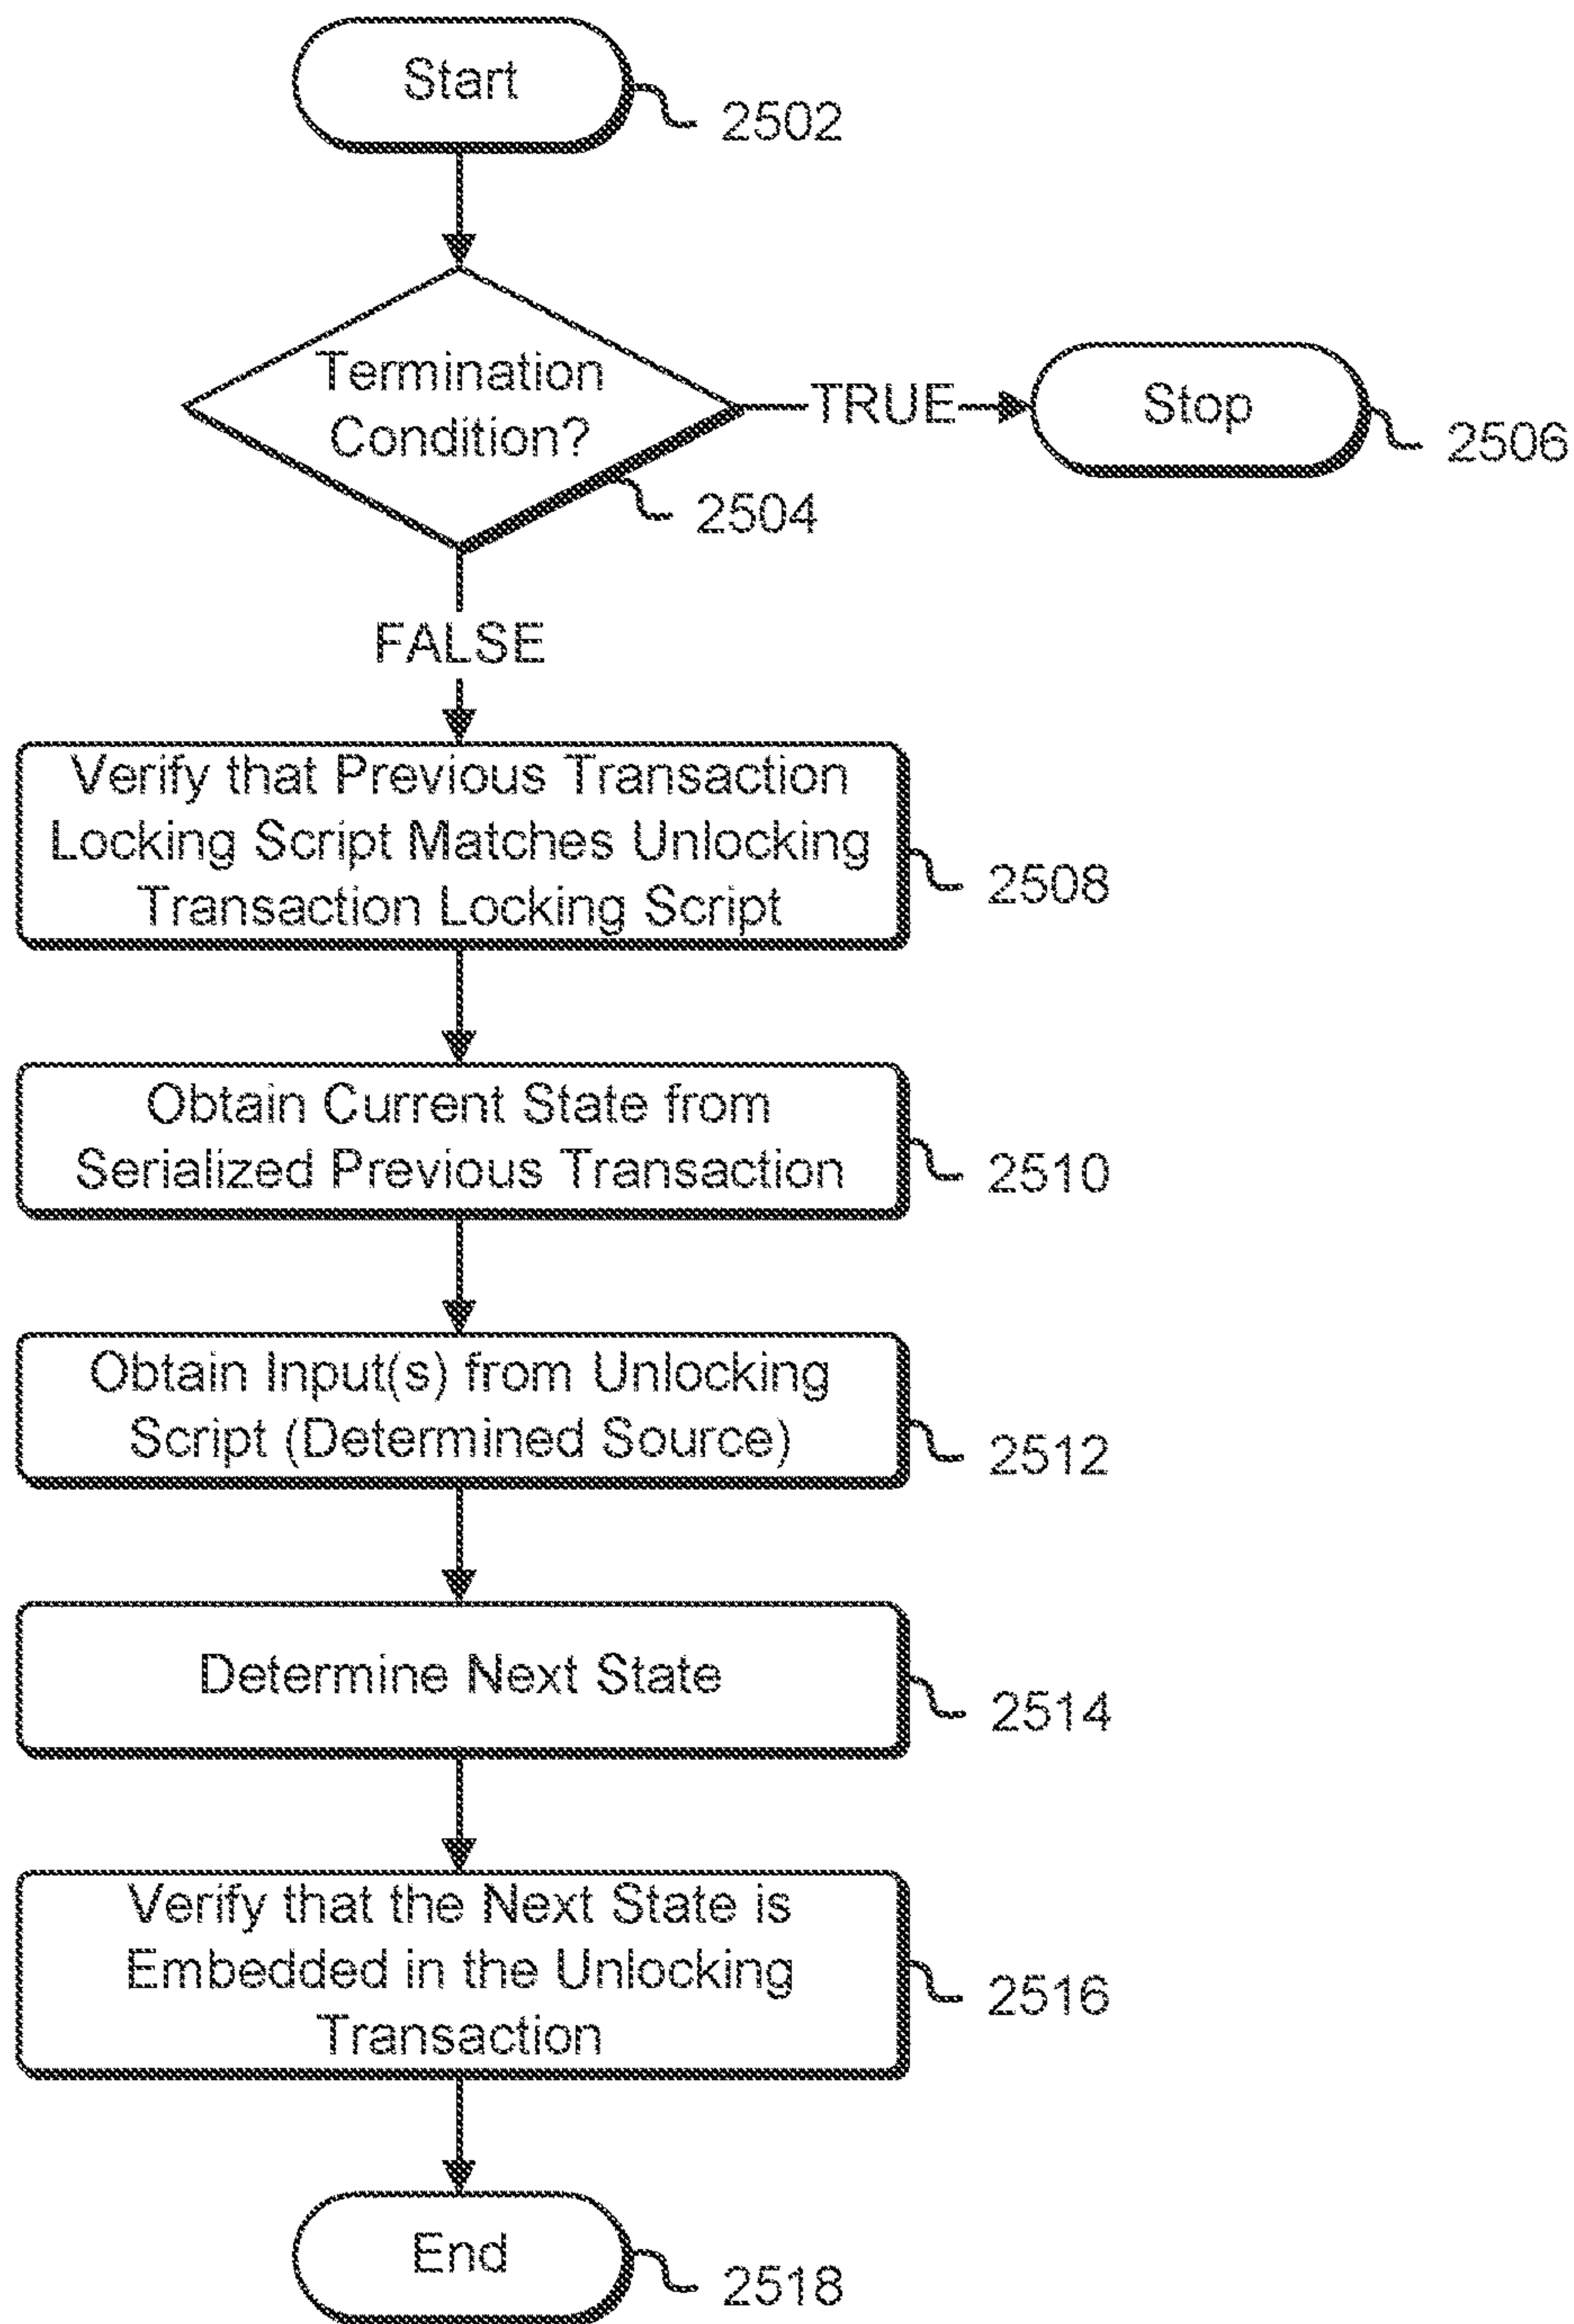 Start
2502
Termination
Condition?
TRUE
Stop
2506
2504
FALSE
Verify that Previous Transaction
Locking Script Matches Unlocking
Transaction Locking Script
2508
Obtain Current State from
Serialized Previous Transaction
2510
Obtain Input(s) from Unlocking
Script (Determined Source)
2512
Determine Next State
2514
Verify that the Next State is
Embedded in the Unlocking
Transaction
2516
End
2518